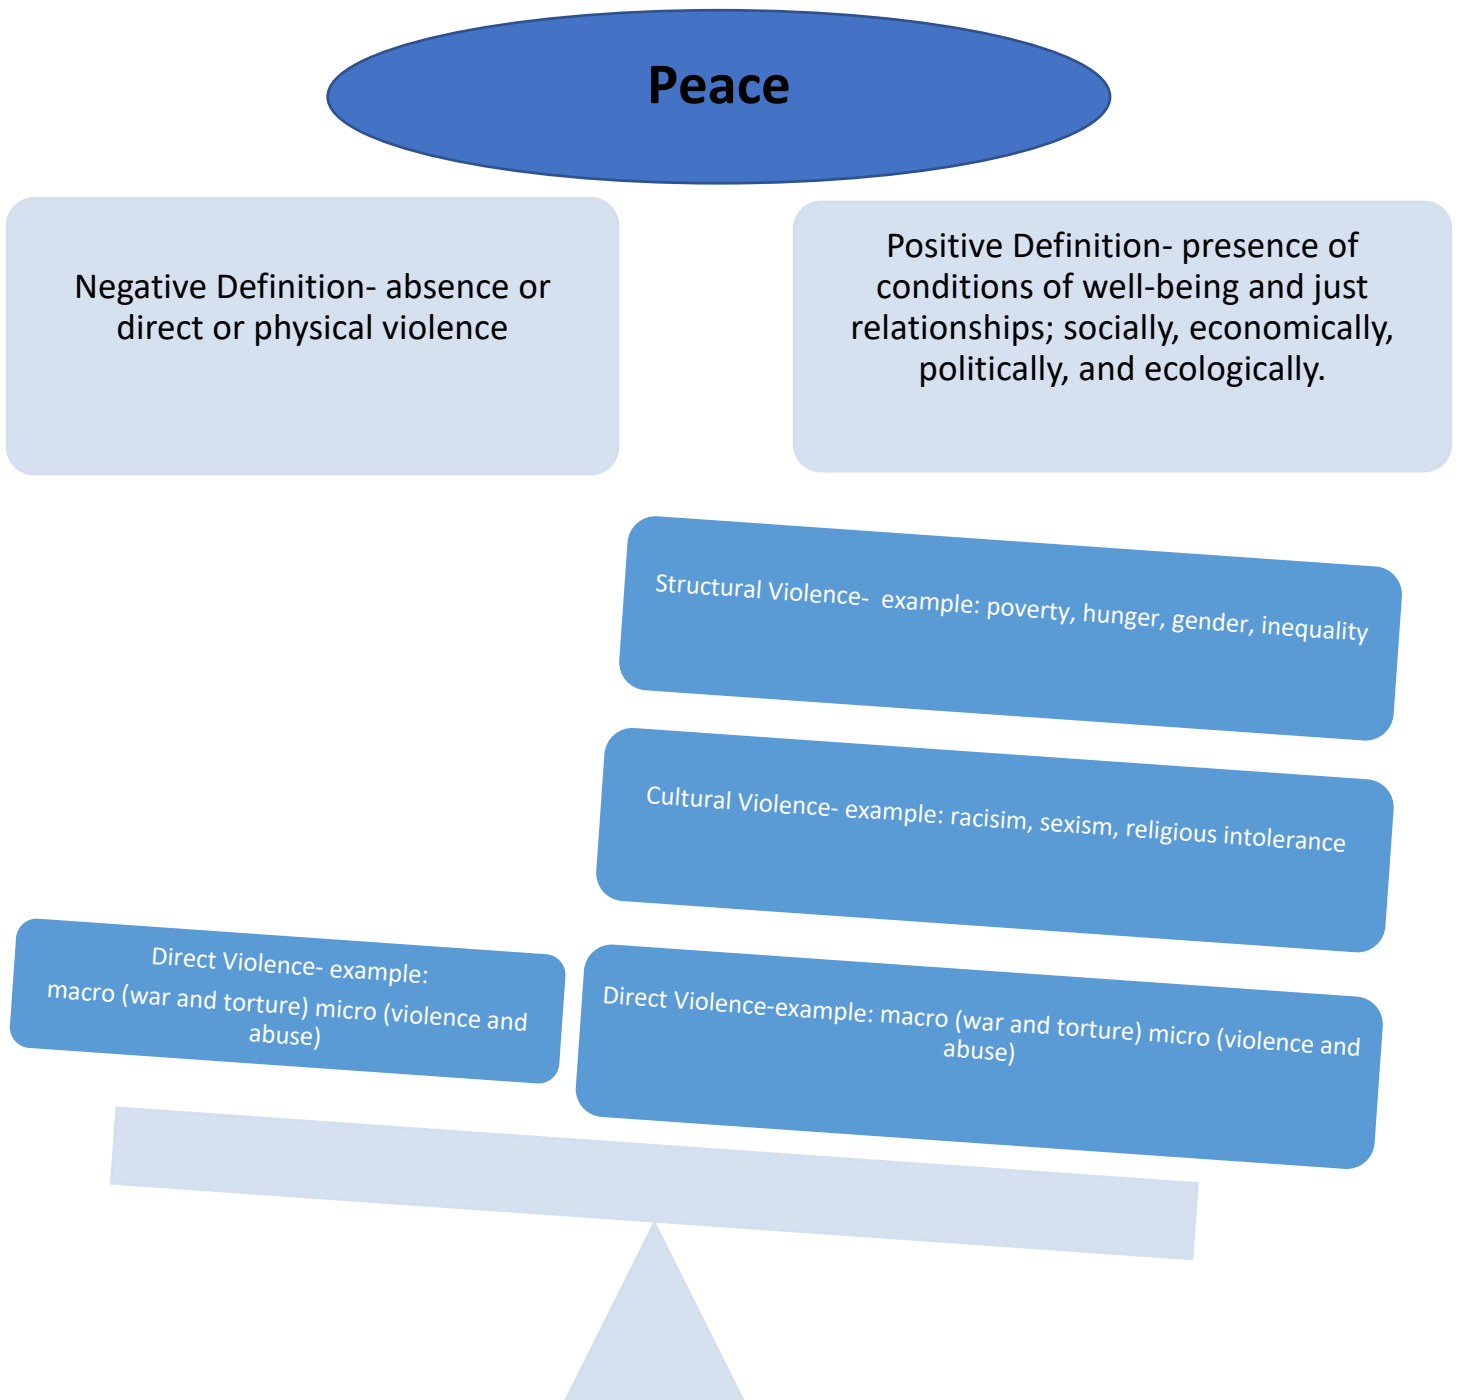 Peace
Negative Definition- absence or
direct or physical violence
Positive Definition- presence of
conditions of well-being and just
relationships; socially, economically,
politically, and ecologically.
Structural Violence-  example: poverty, hunger, gender, inequality
Cultural Violence- example: racisim, sexism, religious intolerance
Direct Violence- example:
macro (war and torture) micro (violence and
abuse)
Direct Violence-example: macro (war and torture) micro (violence and
abuse)